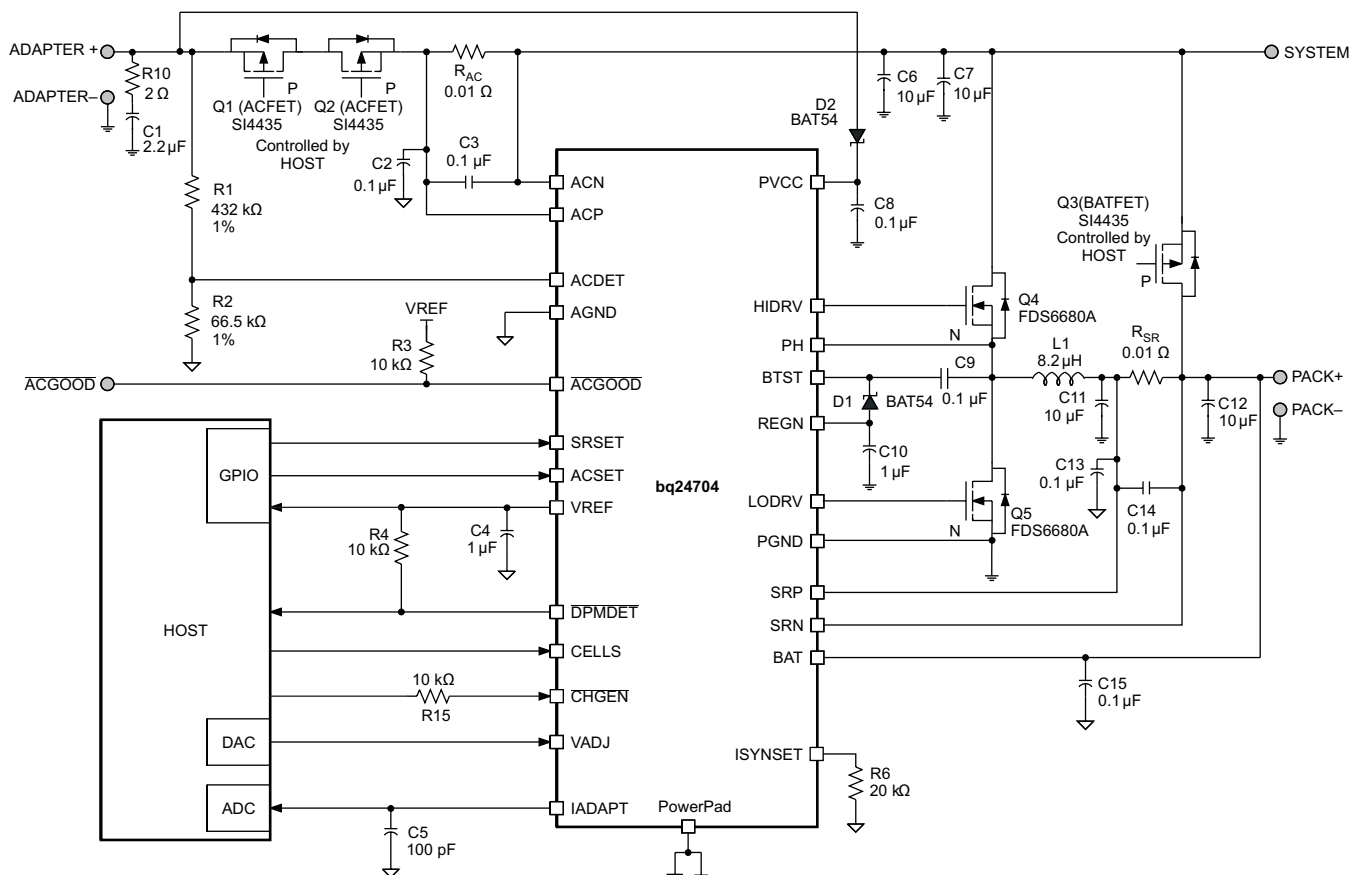 ADAPTER +
R10
2 Ω
ADAPTER–
C1
2.2 µF
P
Q1 (ACFET)
SI4435
P
Q2 (ACFET)
SI4435
Controlled by
HOST
RAC
0.01 Ω
C2
0.1 µF
C3
0.1 µF
R1
432 kΩ
1%
R2
66.5 kΩ
1%
VREF
R3
10 kΩ
ACGOOD
SYSTEM
C6
10 µF
C7
10 µF
D2
BAT54
C8
0.1 µF
Q3(BATFET)
SI4435
Controlled by
HOST
P
ACN
ACP
ACDET
AGND
ACGOOD
SRSET
ACSET
VREF
DPMDET
CELLS
CHGEN
VADJ
IADAPT
bq24704
PowerPad
PVCC
HIDRV
PH
BTST
REGN
LODRV
PGND
SRP
SRN
BAT
ISYNSET
Q4
FDS6680A
N
C9
0.1 µF
L1
8.2 µH
RSR
0.01 Ω
PACK+
PACK–
D1
BAT54
C10
1 µF
C11
10 µF
C12
10 µF
C13
0.1 µF
C14
0.1 µF
Q5
FDS6680A
N
C15
0.1 µF
R6
20 kΩ
GPIO
HOST
DAC
ADC
R4
10 kΩ
C4
1 µF
10 kΩ
R15
C5
100 pF